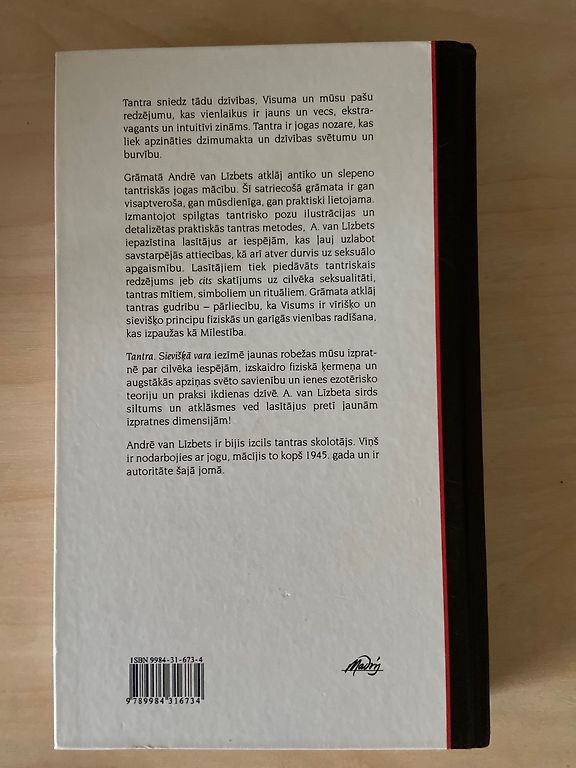 Tantra sniedz tādu dzīvības, Visuma un mūsu pašu
redzējumu, kas vienlaikus ir jauns un vecs, ekstra-
vagants un intuitīvi zināms. Tantra ir jogas nozare, kas
liek apzināties dzimumakta un dzīvības svētumu un
burvību.
Grāmatā Andrē van Līzbets atklāj antīko un slepeno
tantriskās jogas mācību. Šī satriecošā grāmata ir gan
visaptveroša, gan mūsdienīga, gan praktiski lietojama.
Izmantojot spilgtas tantrisko pozu ilustrācijas un
detalizētas praktiskās tantras metodes, A. van Līzbets
iepazīstina lasītājus ar iespējām, kas ļauj uzlabot
savstarpējās attiecības, kā arī atver durvis uz seksuālo
apgaismību. Lasītājiem tiek piedāvāts tantriskais
redzējums jeb cits skatījums uz cilvēka seksualitāti,
tantras mītiem, simboliem un rituāliem. Grāmata atklāj
tantras gudrību – pārliecību, ka Visums ir vīrišķo un
sievišķo principu fiziskās un garīgās vienības radīšana,
kas izpaužas kā Mīlestība.
Tantra. Sievišķā vara iezīmē jaunas robežas mūsu izprat-
nē par cilvēka iespējām, izskaidro fiziskā ķermeņa un
augstākās apziņas svēto savienību un ienes ezotērisko
teoriju un praksi ikdienas dzīvē. A. van Līzbeta sirds
siltums un atklāsmes ved lasītājus pretī jaunām
izpratnes dimensijām!
Andrē van Līzbets ir bijis izcils tantras skolotājs. Viņš
ir nodarbojies ar jogu, mācījis to kopš 1945. gada un ir
autoritāte šajā jomā.
ISBN 9984-31-673-4
9 789984 316734
Madris